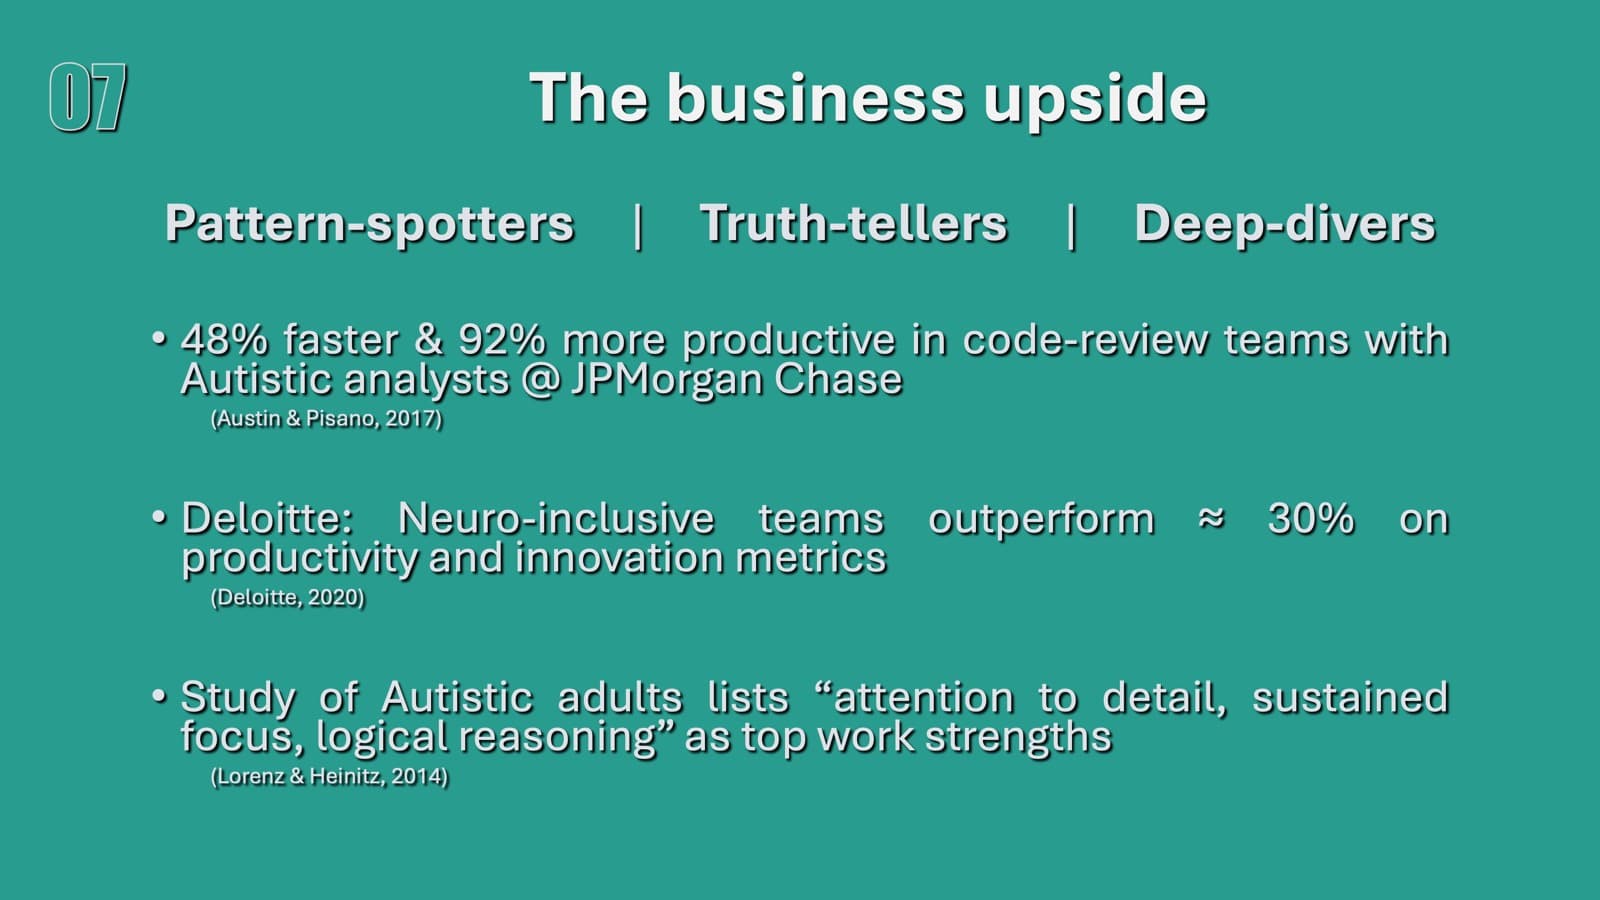 07
The business upside
Pattern-spotters | Truth-tellers | Deep-divers
• 48% faster & 92% more productive in code-review teams with
Autistic analysts @ JPMorgan Chase
(Austin & Pisano, 2017)
• Deloitte: Neuro-inclusive teams outperform ≈ 30% on
productivity and innovation metrics
(Deloitte, 2020)
• Study of Autistic adults lists “attention to detail, sustained
focus, logical reasoning” as top work strengths
(Lorenz & Heinitz, 2014)